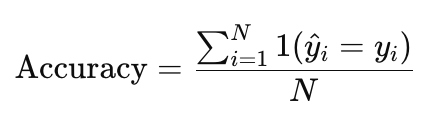 Accuracy = \frac{\sum_{i=1}^{N} 1(\hat{y}_i = y_i)}{N}